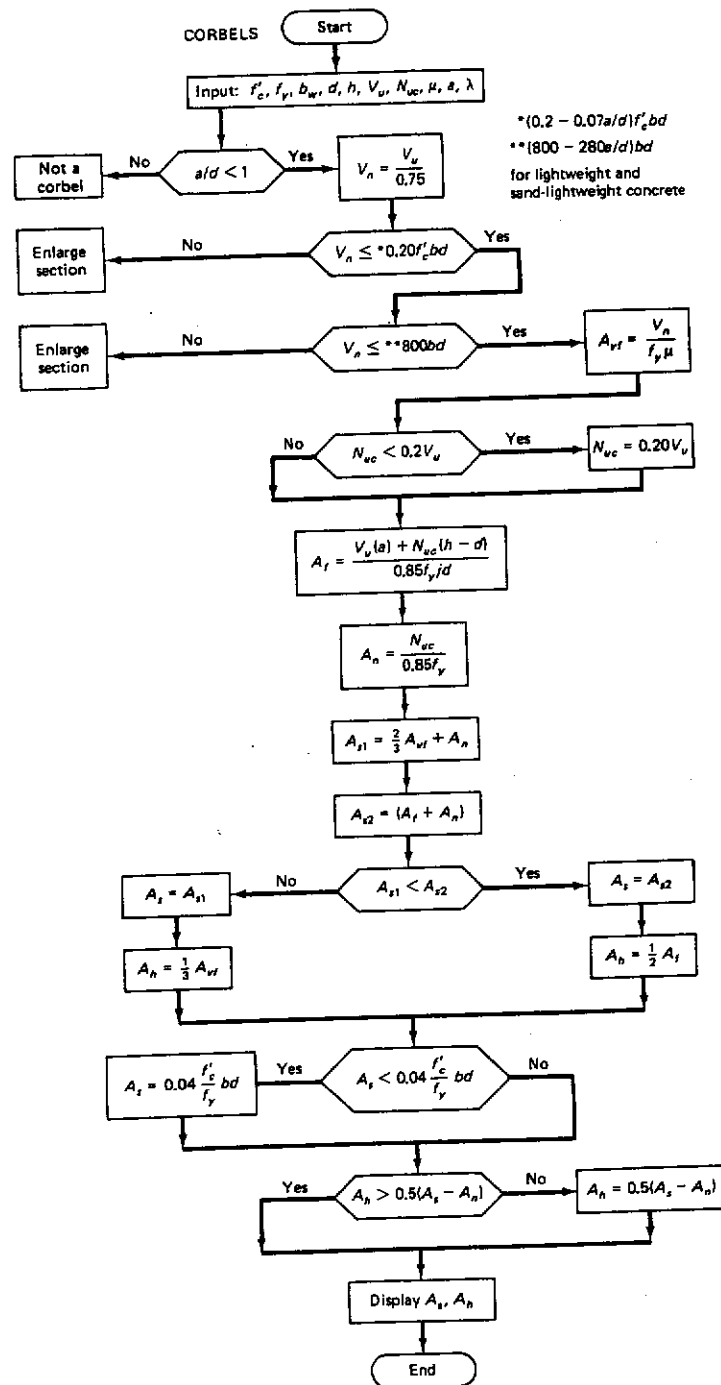 CORBELS
Start
Input: f′c, fy, bw, d, h, Vu, Nuc, μ, a, λ
*(0.2 − 0.07a/d)f′c bd
**(800 − 280a/d)bd
for lightweight and
sand-lightweight concrete
Not a
corbel
No
a/d < 1
Yes
Vn = Vu / 0.75
Enlarge
section
No
Vn ≤ *0.20f′c bd
Yes
Enlarge
section
No
Vn ≤ **800bd
Yes
Avf = Vn / fy μ
No
Nuc < 0.2Vu
Yes
Nuc = 0.20Vu
Af = Vu(a) + Nuc(h − d) / 0.85fy jd
An = Nuc / 0.85fy
As1 = 2/3 Avf + An
As2 = (Af + An)
As = As1
No
As1 < As2
Yes
As = As2
Ah = 1/3 Avf
Ah = 1/2 Af
As = 0.04 f′c / fy bd
Yes
As < 0.04 f′c / fy bd
No
Yes
Ah > 0.5(As − An)
No
Ah = 0.5(As − An)
Display As, Ah
End